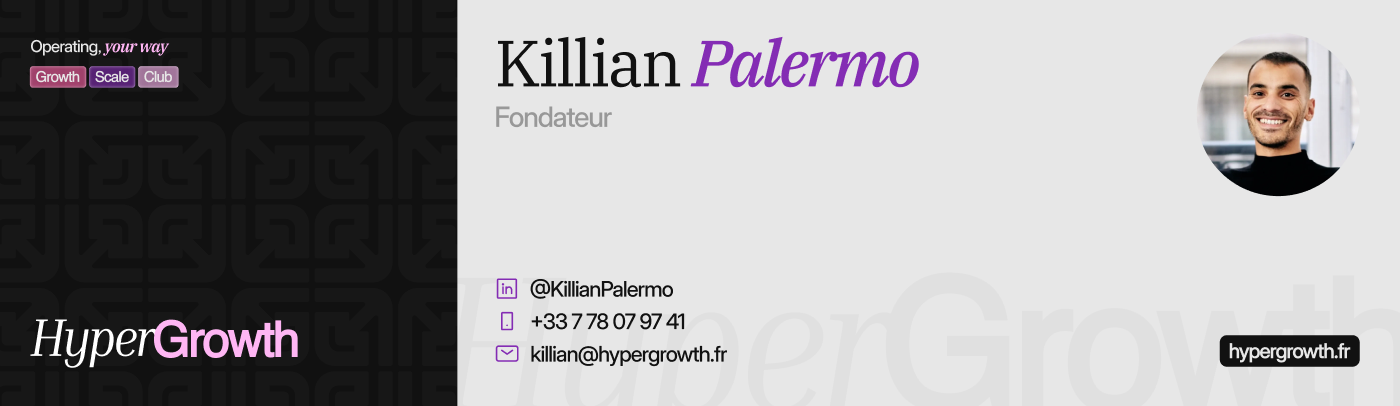 Operating, your way
Growth Scale Club
HyperGrowth
Killian Palermo
Fondateur
@KillianPalermo
+33 7 78 07 97 41
killian@hypergrowth.fr
hypergrowth.fr
HyperGrowth